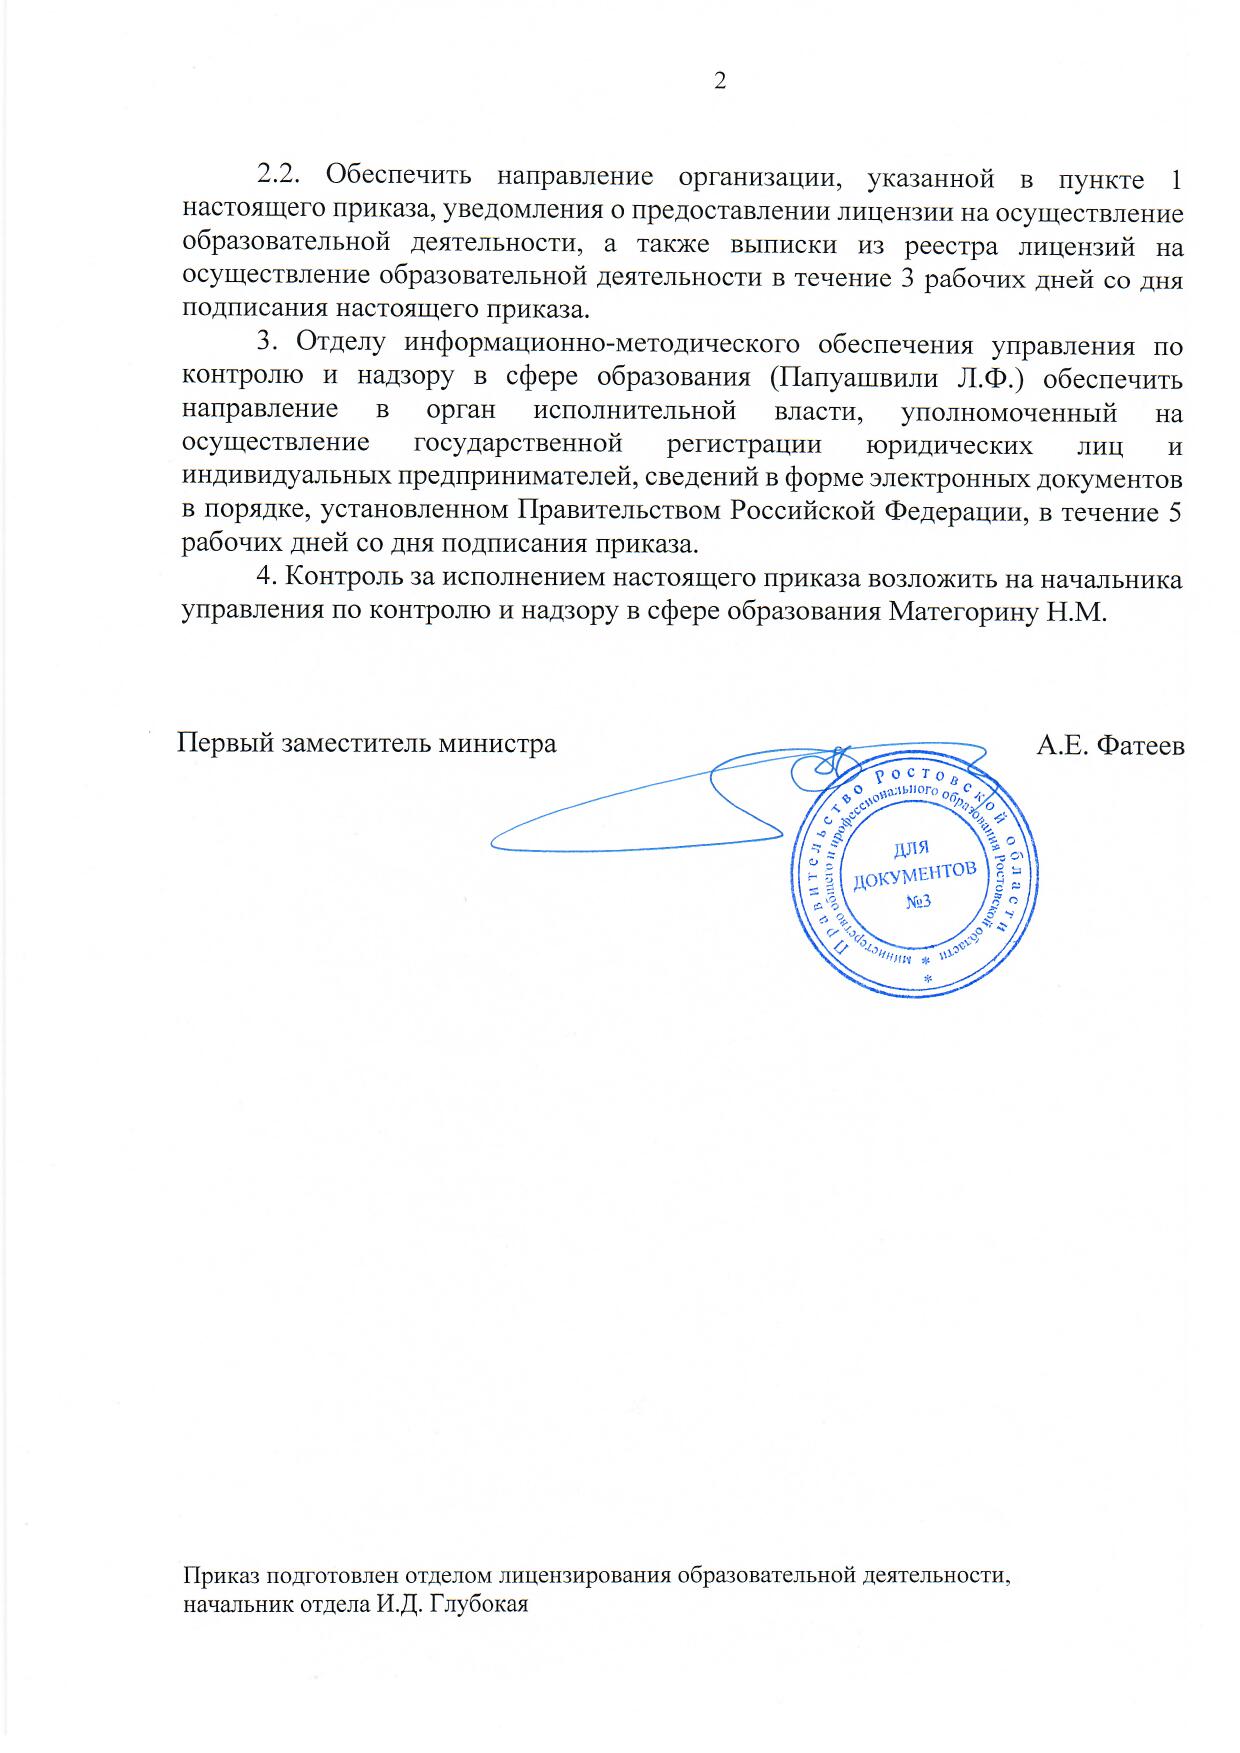 2
2.2. Обеспечить направление организации, указанной в пункте 1
настоящего приказа, уведомления о предоставлении лицензии на осуществление
образовательной деятельности, а также выписки из реестра лицензий на
осуществление образовательной деятельности в течение 3 рабочих дней со дня
подписания настоящего приказа.
3. Отделу информационно-методического обеспечения управления по
контролю и надзору в сфере образования (Папуашвили Л.Ф.) обеспечить
направление в орган исполнительной власти, уполномоченный на
осуществление государственной регистрации юридических лиц и
индивидуальных предпринимателей, сведений в форме электронных документов
в порядке, установленном Правительством Российской Федерации, в течение 5
рабочих дней со дня подписания приказа.
4. Контроль за исполнением настоящего приказа возложить на начальника
управления по контролю и надзору в сфере образования Матегорину Н.М.
Первый заместитель министра
А.Е. Фатеев
Правительство Ростовской области *
Министерство общего и профессионального образования Ростовской области *
ДЛЯ
ДОКУМЕНТОВ
№3
Приказ подготовлен отделом лицензирования образовательной деятельности,
начальник отдела И.Д. Глубокая